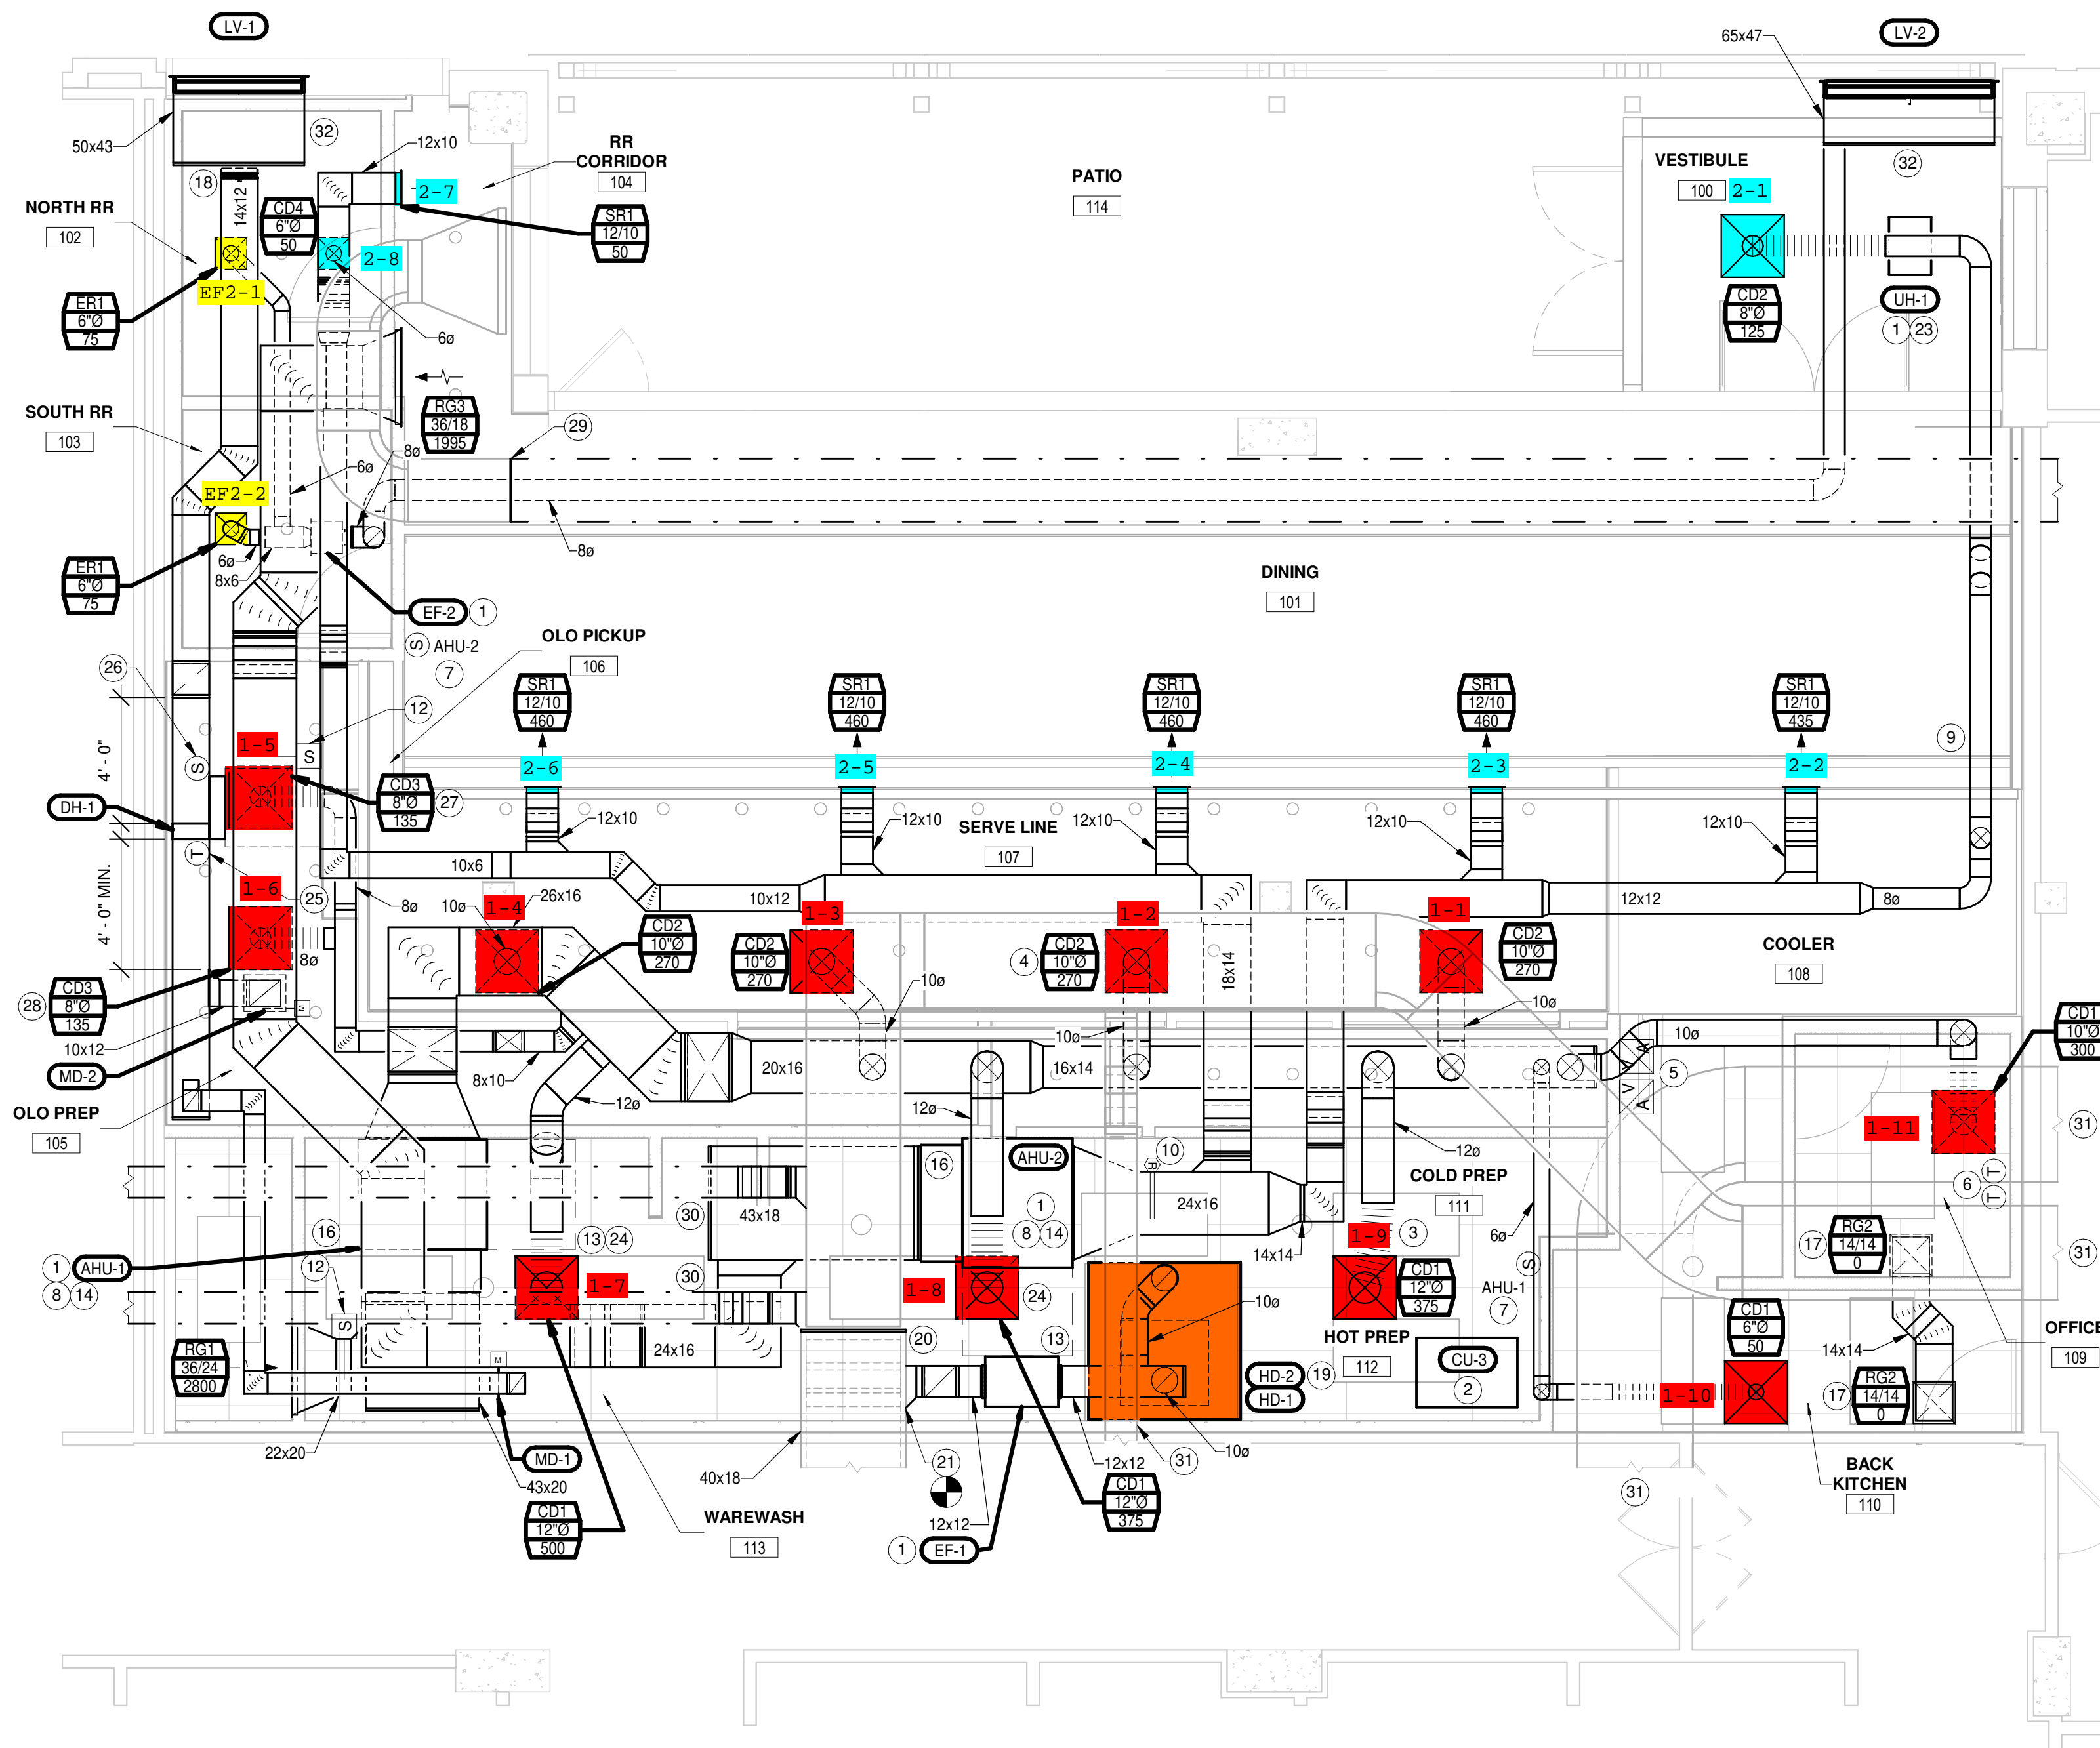 LV-1
LV-2
65x47
50x43
32
12x10
RR
CORRIDOR
104
PATIO
114
VESTIBULE
100
2-1
32
18
14x12
2-7
NORTH RR
102
CD4
6"Ø
50
SR1
12/10
50
2-8
EF2-1
ER1
6"Ø
75
6ø
CD2
8"Ø
125
UH-1
1
23
SOUTH RR
103
RG3
36/18
1995
29
8ø
6ø
EF2-2
8ø
6ø
8x6
ER1
6"Ø
75
DINING
101
EF-2
1
S
AHU-2
7
OLO PICKUP
106
26
12
SR1
12/10
460
SR1
12/10
460
SR1
12/10
460
SR1
12/10
460
SR1
12/10
435
9
4' - 0"
S
1-5
S
2-6
2-5
2-4
2-3
2-2
DH-1
CD3
8"Ø
135
27
12x10
12x10
SERVE LINE
107
12x10
12x10
12x10
T
10x6
4' - 0" MIN.
1-6
25
8ø
10ø
1-4
26x16
10x12
1-3
1-2
1-1
12x12
8ø
8ø
CD2
10"Ø
270
CD2
10"Ø
270
4
CD2
10"Ø
270
18x14
CD2
10"Ø
270
COOLER
108
28
CD3
8"Ø
135
M
10ø
10ø
10ø
10ø
CD1
10"Ø
300
10x12
MD-2
8x10
20x16
16x14
A
V
V
A
5
OLO PREP
105
12ø
12ø
12ø
1-11
31
16
AHU-2
10
R
COLD PREP
111
6
T
T
43x18
30
1
8
14
24x16
16
13
24
14x14
1-9
3
6ø
17
RG2
14/14
0
31
1
AHU-1
8
14
12
30
1-7
1-8
24
CD1
12"Ø
375
S
AHU-1
7
10ø
S
RG1
36/24
2800
24x16
M
20
13
HOT PREP
112
CU-3
2
CD1
6"Ø
50
14x14
OFFICE
109
HD-2
HD-1
19
1-10
17
RG2
14/14
0
22x20
MD-1
43x20
40x18
21
12x12
31
10ø
31
BACK
KITCHEN
110
CD1
12"Ø
500
WAREWASH
113
12x12
CD1
12"Ø
375
1
EF-1